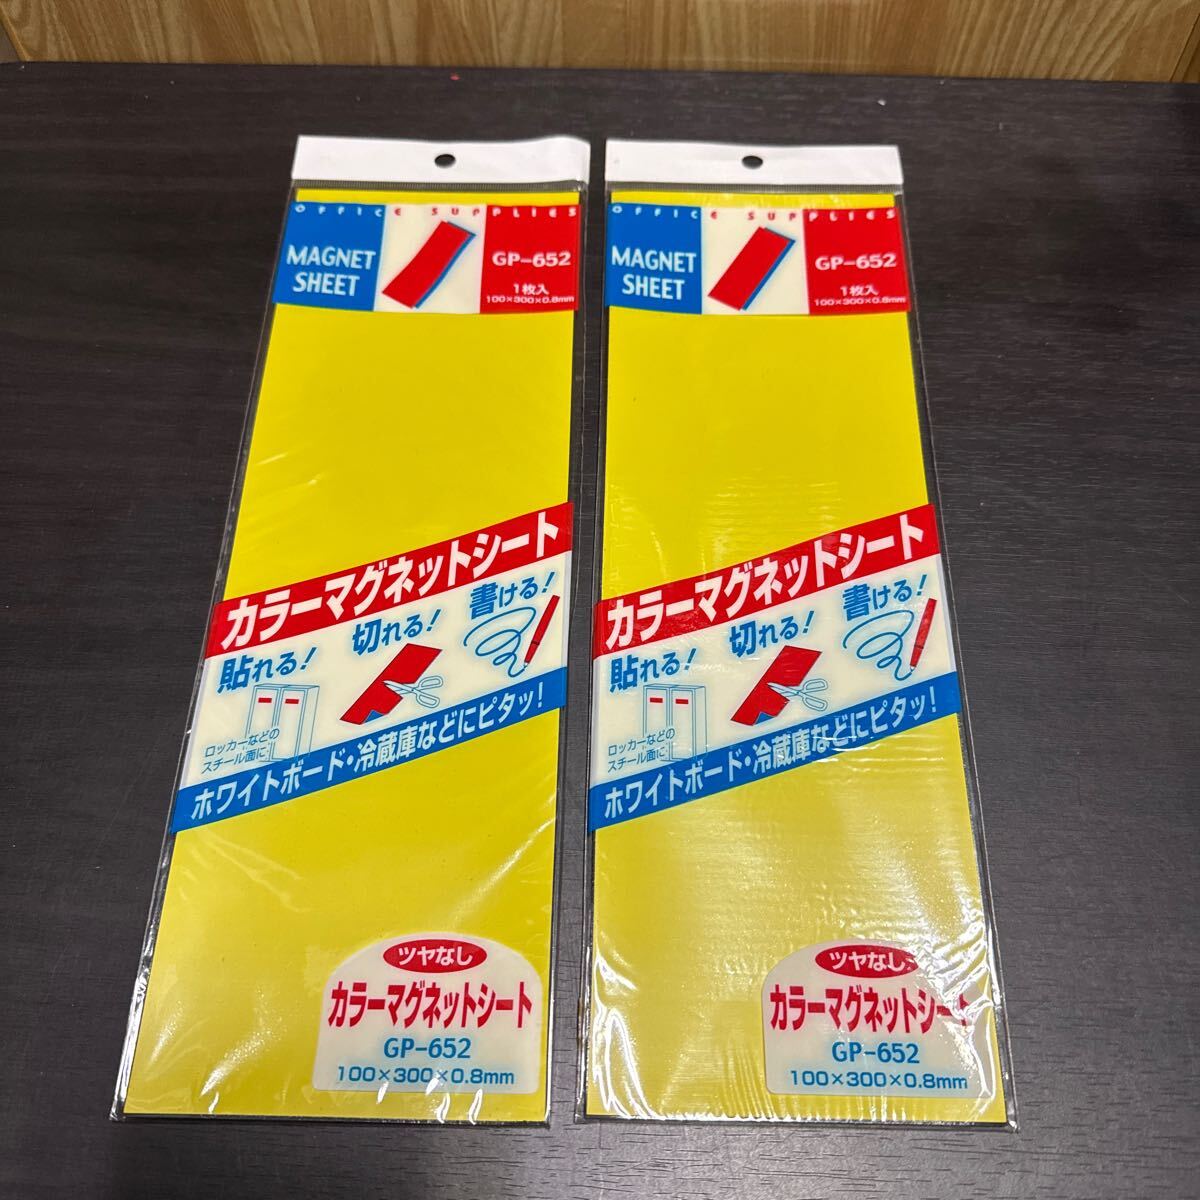 OFFICE SUPPLIES
MAGNET
SHEET
GP-652
1枚入
100×300×0.8mm
カラーマグネットシート
貼れる!
切れる!
書ける!
ロッカーなどの
スチール面に
ホワイトボード・冷蔵庫などにピタッ!
ツヤなし
カラーマグネットシート
GP-652
100×300×0.8mm
OFFICE SUPPLIES
MAGNET
SHEET
GP-652
1枚入
100×300×0.8mm
カラーマグネットシート
貼れる!
切れる!
書ける!
ロッカーなどの
スチール面に
ホワイトボード・冷蔵庫などにピタッ!
ツヤなし
カラーマグネットシート
GP-652
100×300×0.8mm